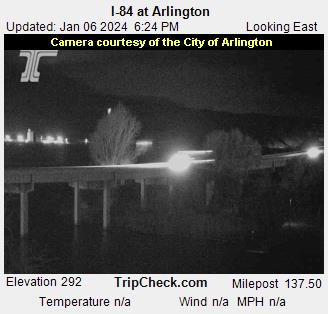 I-84 at Arlington
Updated: Jan 06 2024 6:24 PM Looking East
Camera courtesy of the City of Arlington
Elevation 292 TripCheck.com Milepost 137.50
Temperature n/a Wind n/a MPH n/a